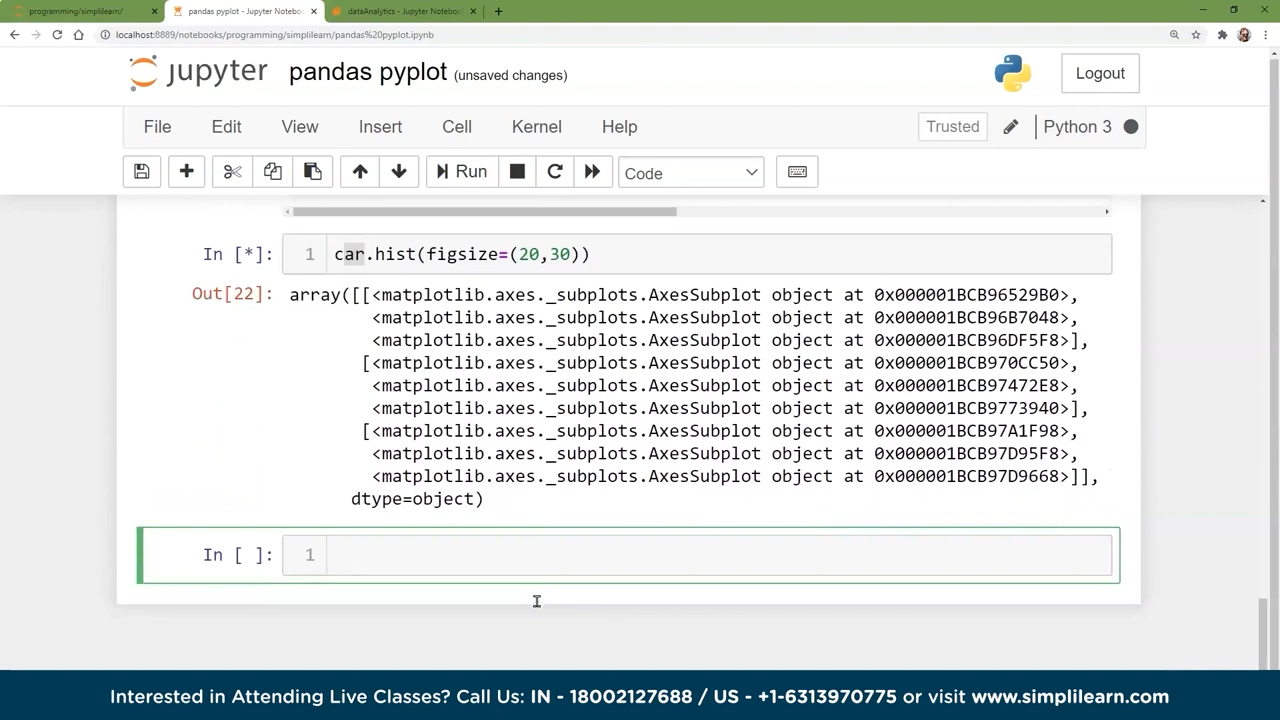 programming/simplilearn/
pandas pyplot - Jupyter Noteboo
dataAnalytics - Jupyter Noteboo
localhost:8889/notebooks/programming/simplilearn/pandas%20pyplot.ipynb
jupyter
pandas pyplot (unsaved changes)
Logout
File Edit View Insert Cell Kernel Help
Trusted
Python 3
Run
Code
In [*]: 1 car.hist(figsize=(20,30))
Out[22]: array([[<matplotlib.axes._subplots.AxesSubplot object at 0x000001BCB96529B0>,
<matplotlib.axes._subplots.AxesSubplot object at 0x000001BCB96B7048>,
<matplotlib.axes._subplots.AxesSubplot object at 0x000001BCB96DF5F8>],
[<matplotlib.axes._subplots.AxesSubplot object at 0x000001BCB970CC50>,
<matplotlib.axes._subplots.AxesSubplot object at 0x000001BCB97472E8>,
<matplotlib.axes._subplots.AxesSubplot object at 0x000001BCB9773940>],
[<matplotlib.axes._subplots.AxesSubplot object at 0x000001BCB97A1F98>,
<matplotlib.axes._subplots.AxesSubplot object at 0x000001BCB97D95F8>,
<matplotlib.axes._subplots.AxesSubplot object at 0x000001BCB97D9668>]],
dtype=object)
In [ ]: 1
Interested in Attending Live Classes? Call Us: IN - 18002127688 / US - +1-6313970775 or visit www.simplilearn.com